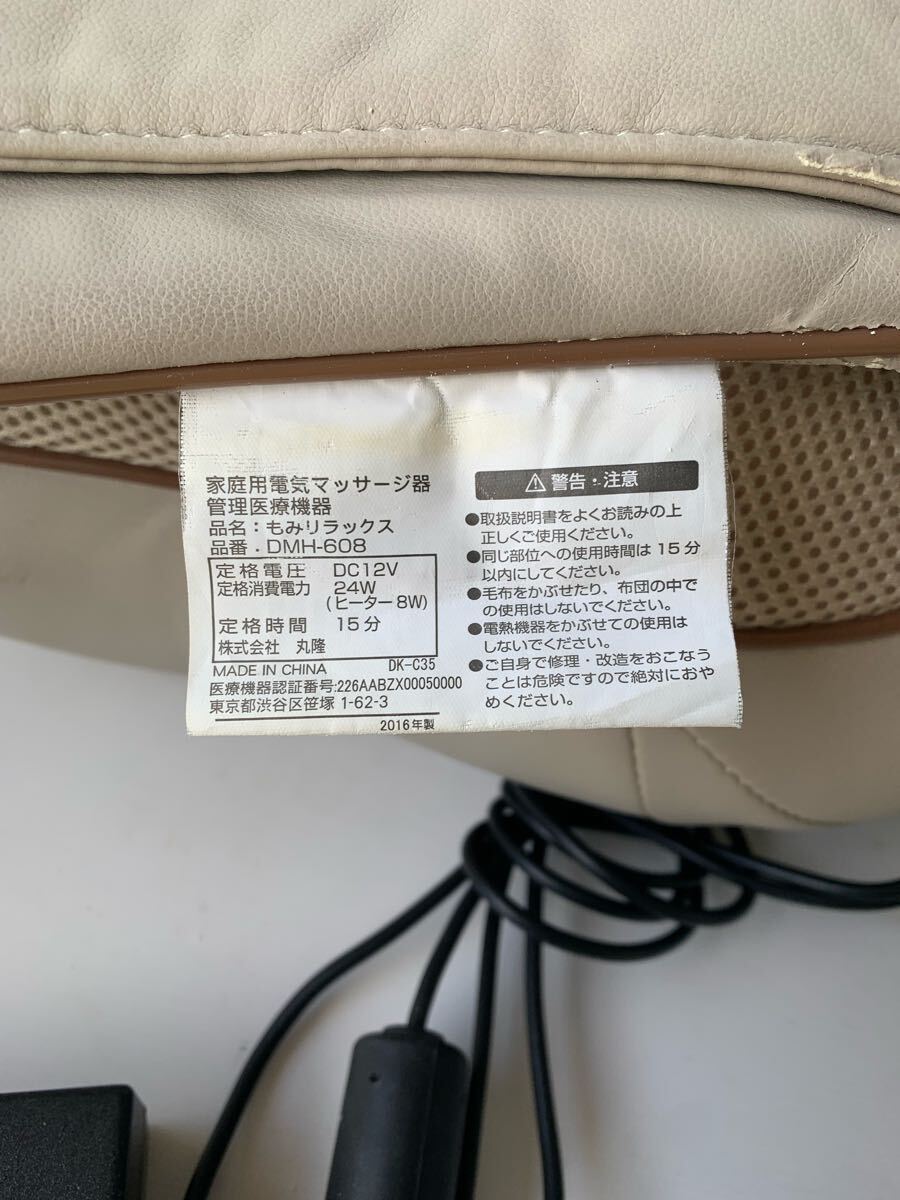 家庭用電気マッサージ器
管理医療機器
品名：もみリラックス
品番・DMH-608
定格電圧 DC12V
定格消費電力 24W
(ヒーター8W)
定格時間 15分
株式会社 丸隆
MADE IN CHINA DK-C35
医療機器認証番号:226AABZX00050000
東京都渋谷区笹塚 1-62-3
2016年製
⚠警告・注意
●取扱説明書をよくお読みの上
正しくご使用ください。
●同じ部位への使用時間は15分
以内にしてください。
●毛布をかぶせたり、布団の中で
の使用はしないでください。
●電熱機器をかぶせての使用は
しないでください。
●ご自身で修理・改造をおこなう
ことは危険ですので絶対におや
めください。